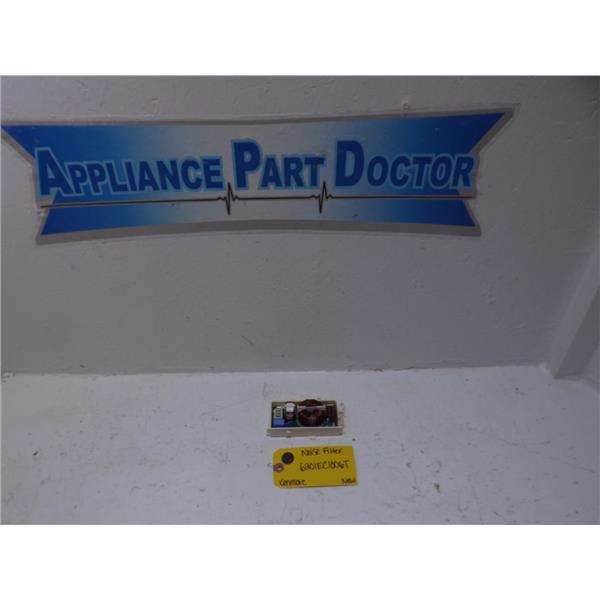 APPLIANCE PART DOCTOR
Noise Filter
6201EC1006T
Kenmore New